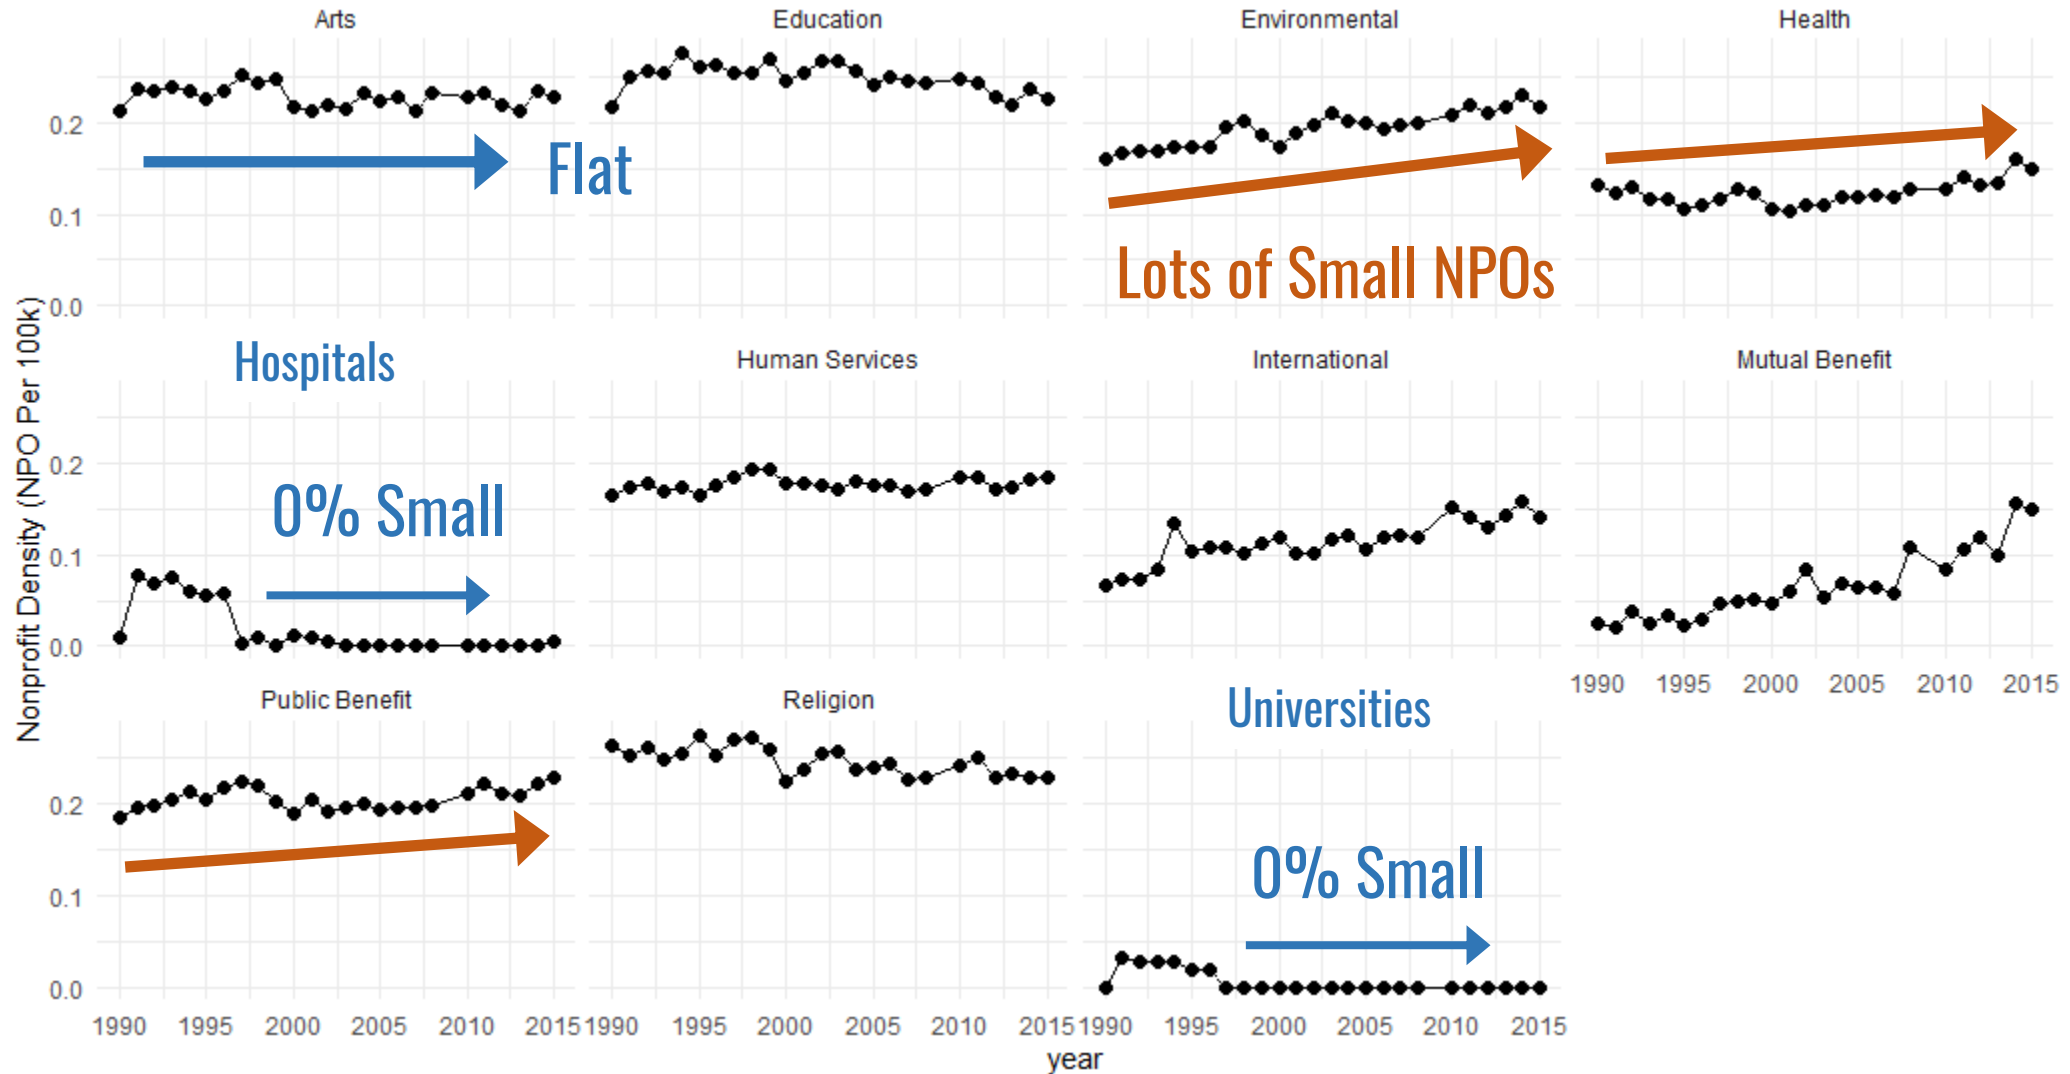 Arts
Education
Environmental
Health
0.2
0.1
0.0
Flat
Lots of Small NPOs
Nonprofit Density (NPO Per 100k)
Hospitals
Human Services
International
Mutual Benefit
0.2
0.1
0.0
0% Small
1990 1995 2000 2005 2010 2015
Public Benefit
Religion
Universities
0.2
0.1
0.0
0% Small
1990 1995 2000 2005 2010 2015
1990 1995 2000 2005 2010 2015
1990 1995 2000 2005 2010 2015
year